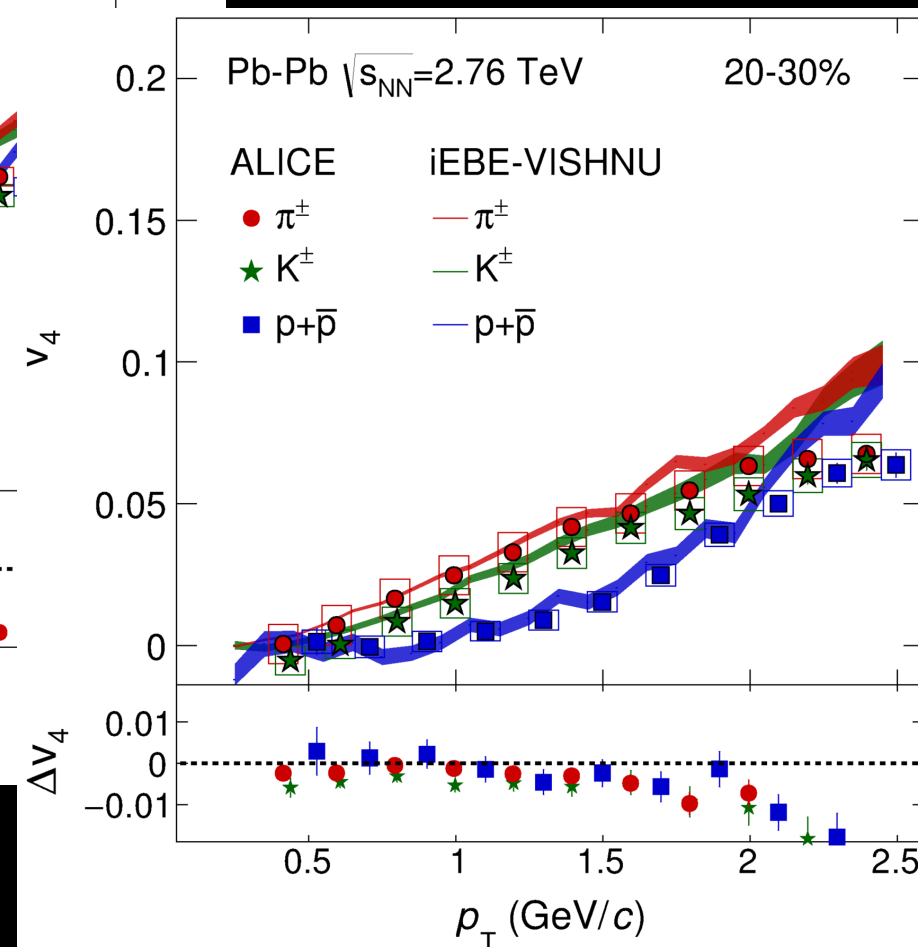 Pb-Pb √sNN=2.76 TeV 20-30%
ALICE iEBE-VISHNU
π± π±
K± K±
p+p̅ p+p̅
v4
0.2
0.15
0.1
0.05
0
Δv4
0.01
0
−0.01
0.5 1 1.5 2 2.5
pT (GeV/c)